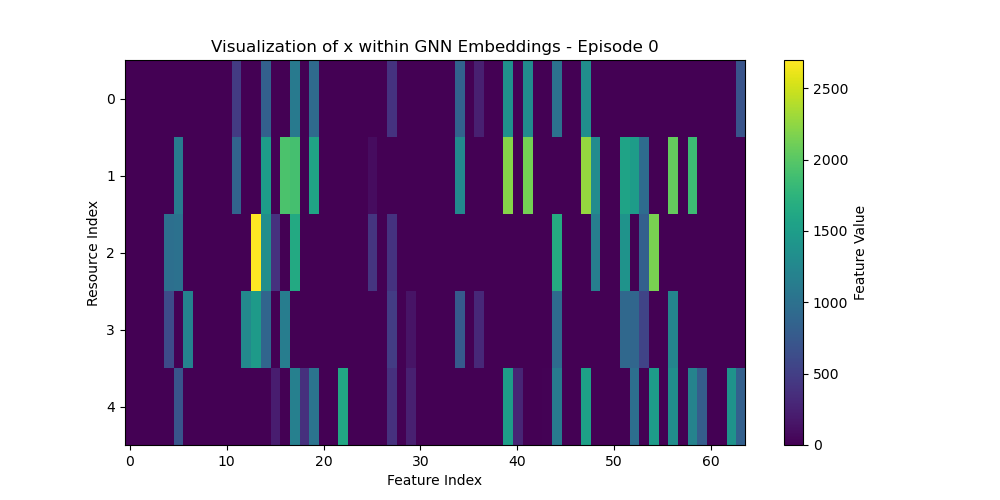 Visualization of x within GNN Embeddings - Episode 0
Resource Index
0
1
2
3
4
0 10 20 30 40 50 60
Feature Index
2500
2000
1500
1000
500
0
Feature Value